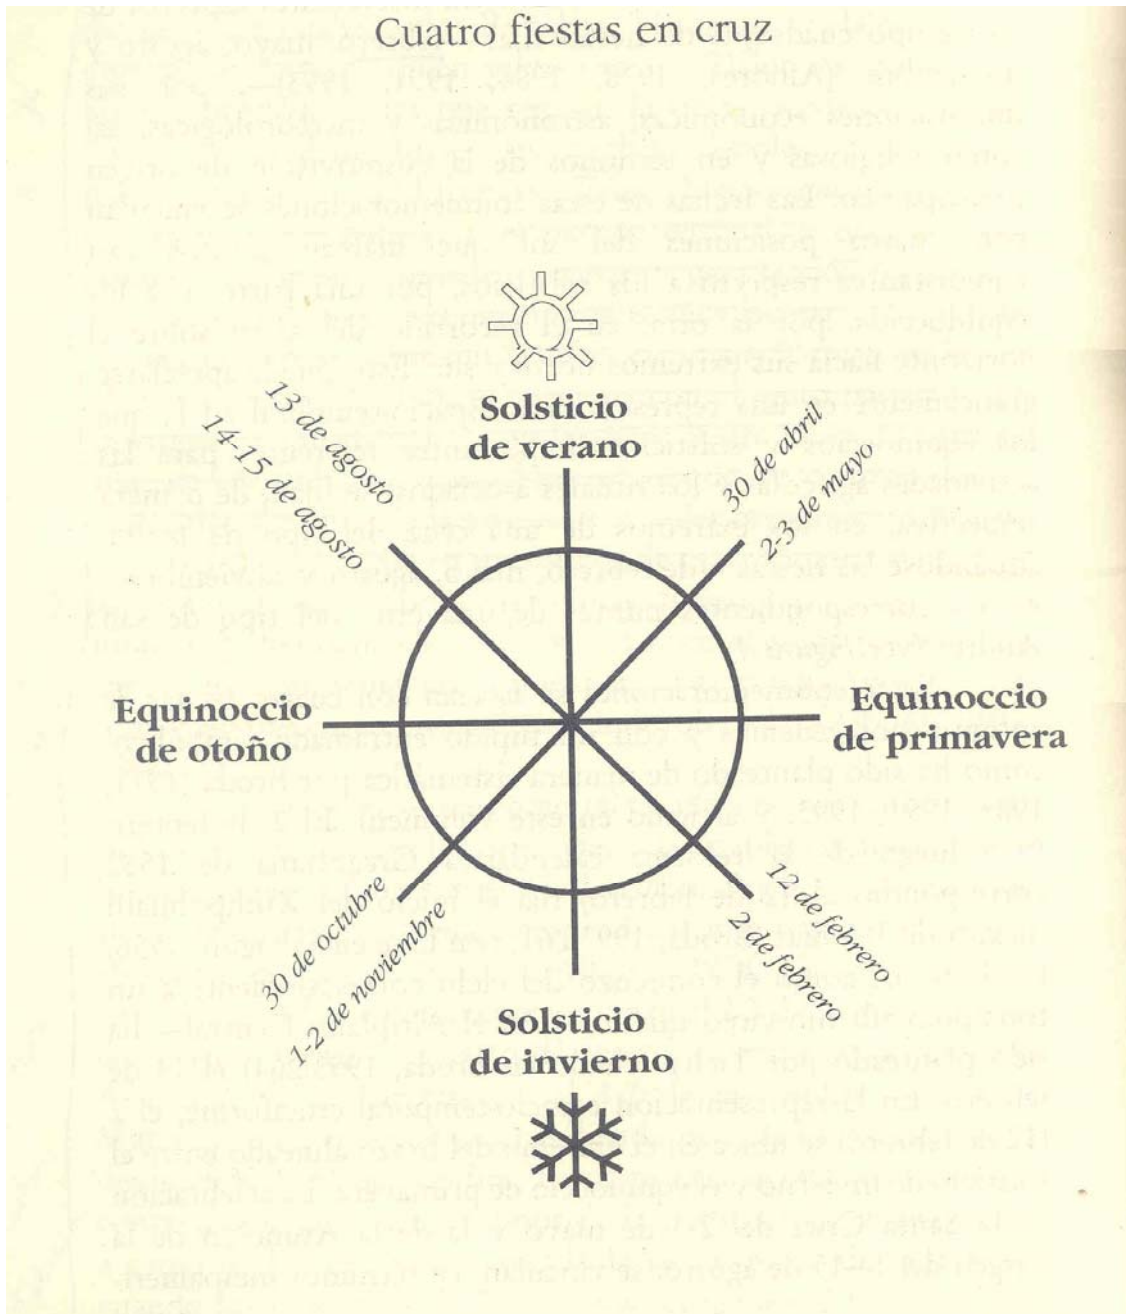 Cuatro fiestas en cruz
Solsticio
de verano
13 de agosto
14-15 de agosto
30 de abril
2-3 de mayo
Equinoccio
de otoño
Equinoccio
de primavera
30 de octubre
1-2 de noviembre
12 de febrero
2 de febrero
Solsticio
de invierno